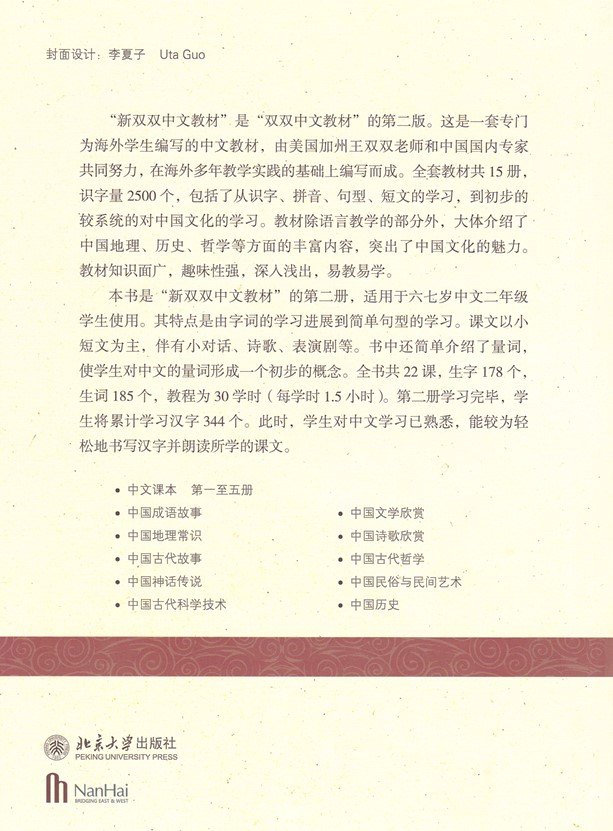 封面设计：李夏子 Uta Guo
“新双双中文教材”是“双双中文教材”的第二版。这是一套专门
为海外学生编写的中文教材，由美国加州王双双老师和中国国内专家
共同努力，在海外多年教学实践的基础上编写而成。全套教材共15册，
识字量2500个，包括了从识字、拼音、句型、短文的学习，到初步的
较系统的对中国文化的学习。教材除语言教学的部分外，大体介绍了
中国地理、历史、哲学等方面的丰富内容，突出了中国文化的魅力。
教材知识面广，趣味性强，深入浅出，易教易学。
本书是“新双双中文教材”的第二册，适用于六七岁中文二年级
学生使用。其特点是由字词的学习进展到简单句型的学习。课文以小
短文为主，伴有小对话、诗歌、表演剧等。书中还简单介绍了量词，
使学生对中文的量词形成一个初步的概念。全书共22课，生字178个，
生词185个，教程为30学时（每学时1.5小时）。第二册学习完毕，学
生将累计学习汉字344个。此时，学生对中文学习已熟悉，能较为轻
松地书写汉字并朗读所学的课文。
• 中文课本 第一至五册
• 中国成语故事
• 中国地理常识
• 中国古代故事
• 中国神话传说
• 中国古代科学技术
• 中国文学欣赏
• 中国诗歌欣赏
• 中国古代哲学
• 中国民俗与民间艺术
• 中国历史
北京大学出版社
PEKING UNIVERSITY PRESS
NanHai
BRIDGING EAST & WEST